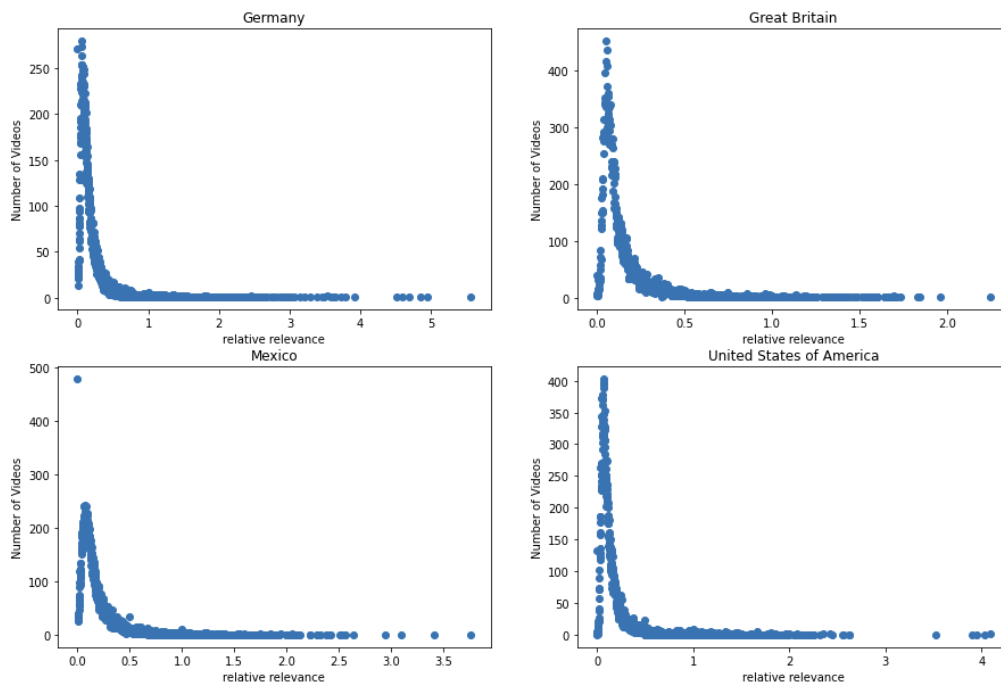 Germany
Number of Videos
250
200
150
100
50
0
0 1 2 3 4 5
relative relevance
Great Britain
Number of Videos
400
300
200
100
0
0.0 0.5 1.0 1.5 2.0
relative relevance
Mexico
Number of Videos
500
400
300
200
100
0
0.0 0.5 1.0 1.5 2.0 2.5 3.0 3.5
relative relevance
United States of America
Number of Videos
400
350
300
250
200
150
100
50
0
0 1 2 3 4
relative relevance